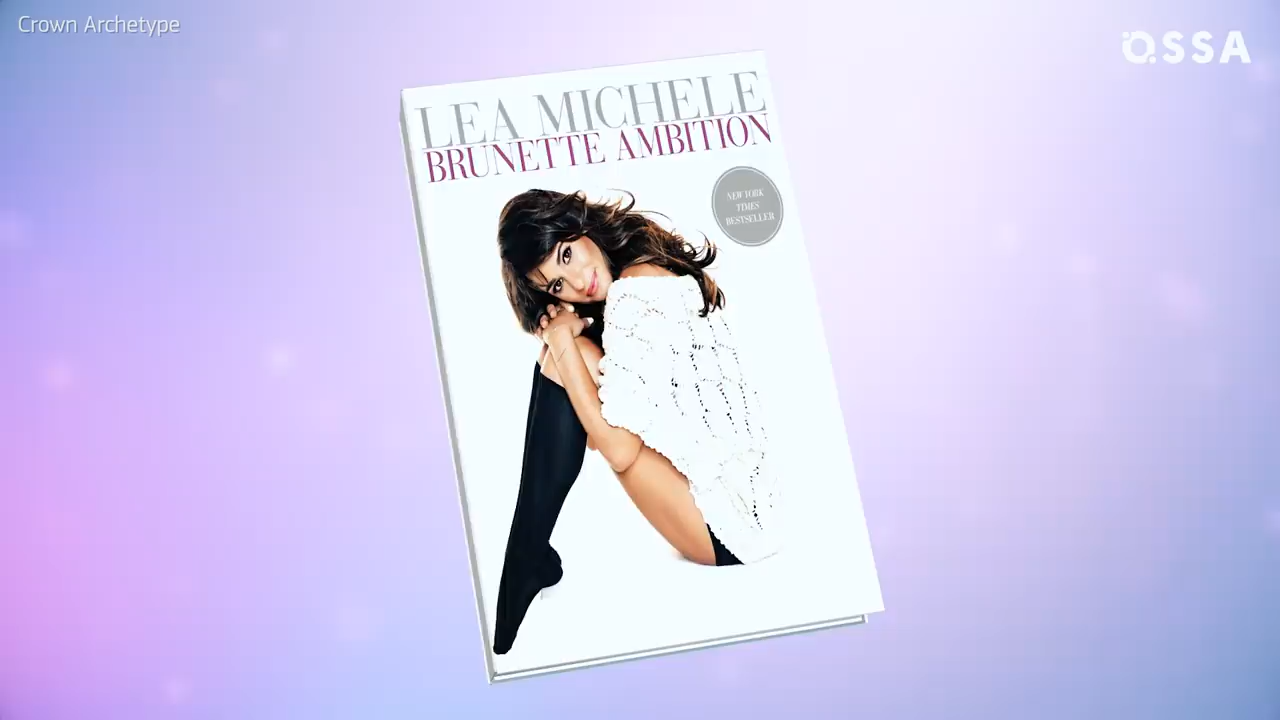 Crown Archetype
OSSA
LEA MICHELE
BRUNETTE AMBITION
NEW YORK
TIMES
BESTSELLER